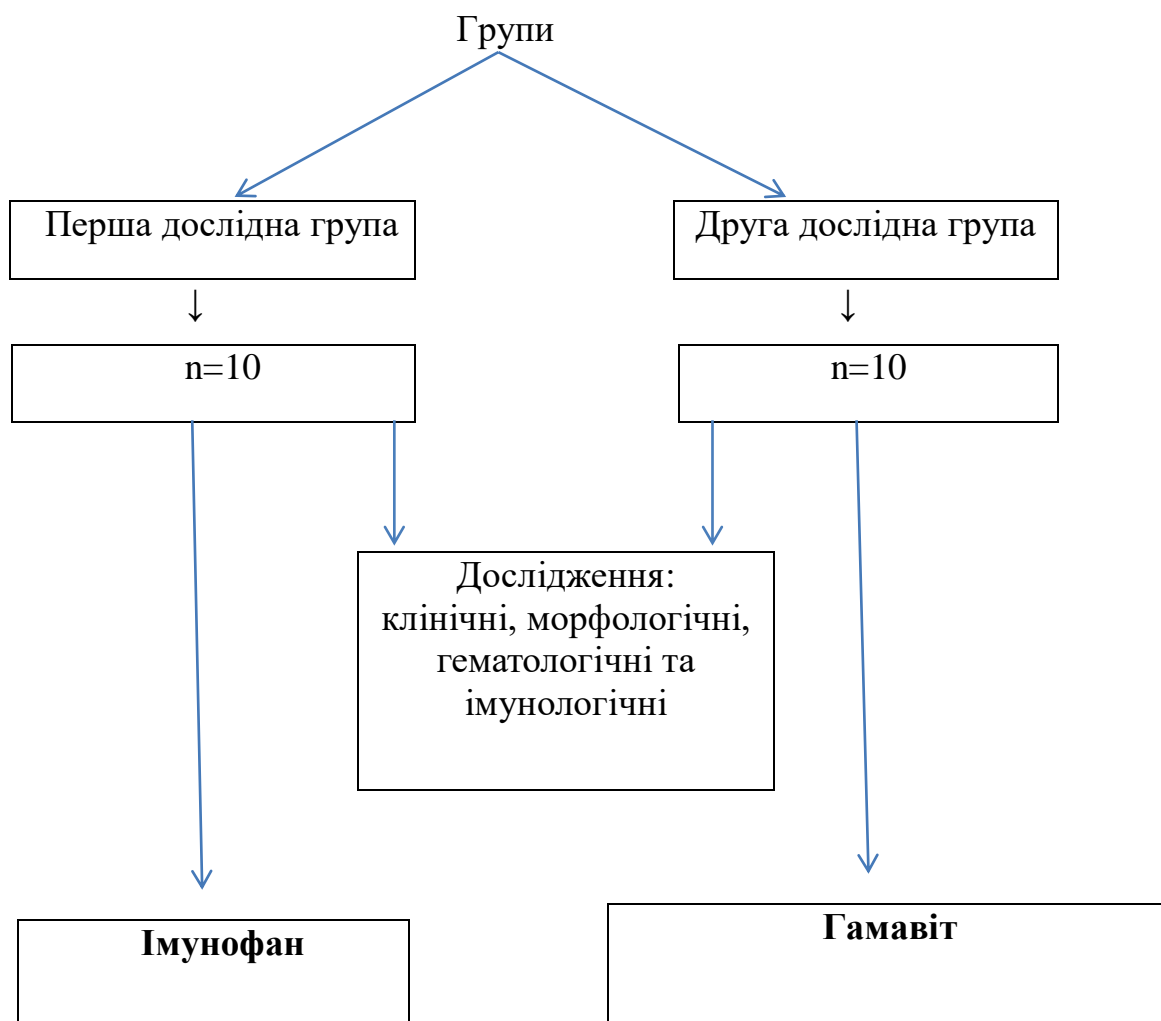 Групи
Перша дослідна група
Друга дослідна група
↓
↓
n=10
n=10
Дослідження:
клінічні, морфологічні,
гематологічні та
імунологічні
Імунофан
Гамавіт